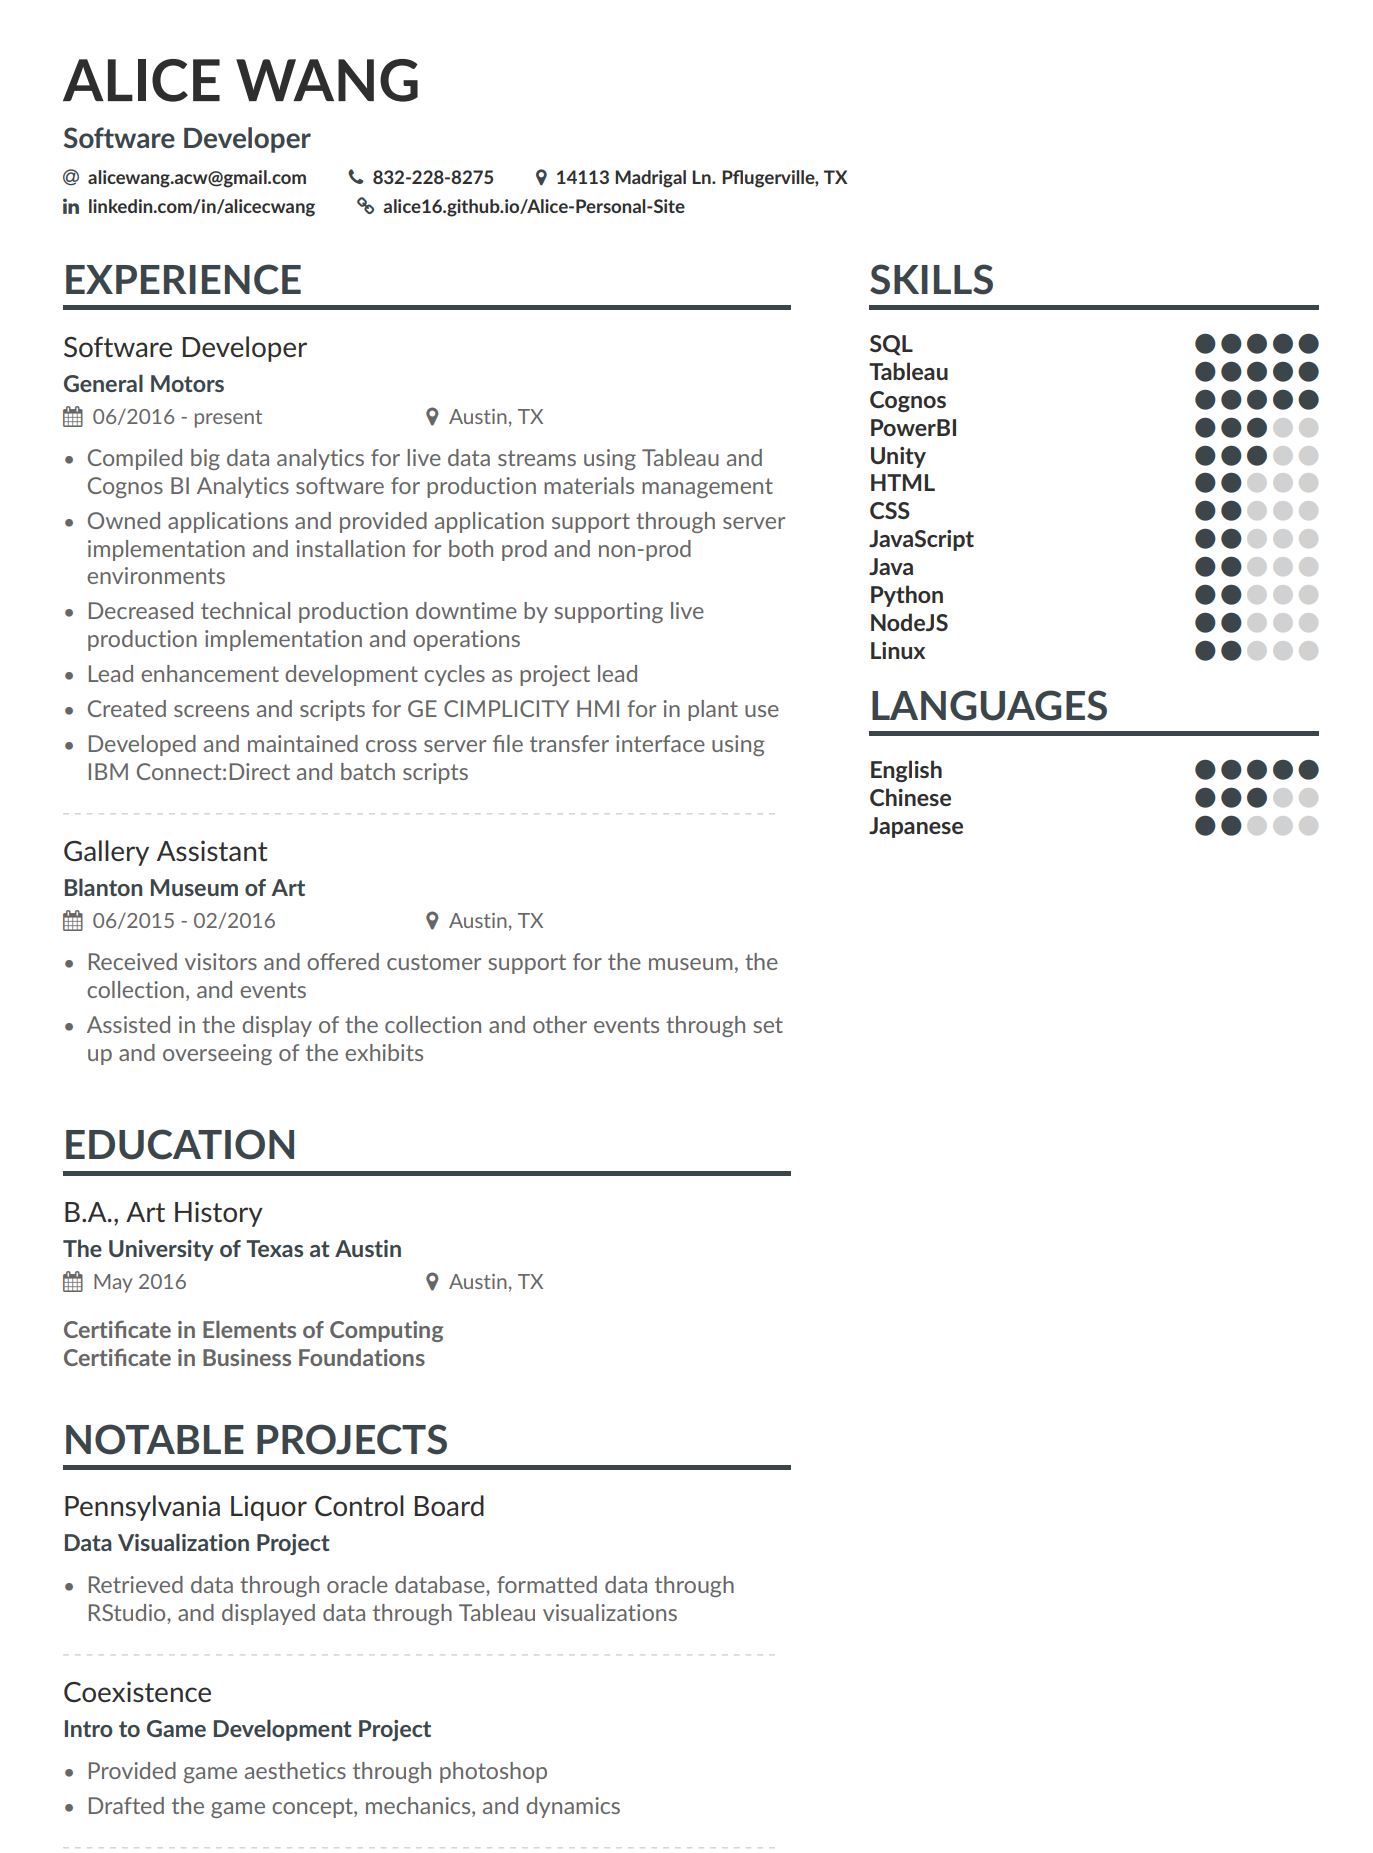 ALICE WANG
Software Developer
@ alicewang.acw@gmail.com 832-228-8275 14113 Madrigal Ln. Pflugerville, TX
in linkedin.com/in/alicecwang alice16.github.io/Alice-Personal-Site
EXPERIENCE
Software Developer
General Motors
06/2016 - present Austin, TX
• Compiled big data analytics for live data streams using Tableau and
Cognos BI Analytics software for production materials management
• Owned applications and provided application support through server
implementation and installation for both prod and non-prod
environments
• Decreased technical production downtime by supporting live
production implementation and operations
• Lead enhancement development cycles as project lead
• Created screens and scripts for GE CIMPLICITY HMI for in plant use
• Developed and maintained cross server file transfer interface using
IBM Connect:Direct and batch scripts
Gallery Assistant
Blanton Museum of Art
06/2015 - 02/2016 Austin, TX
• Received visitors and offered customer support for the museum, the
collection, and events
• Assisted in the display of the collection and other events through set
up and overseeing of the exhibits
EDUCATION
B.A., Art History
The University of Texas at Austin
May 2016 Austin, TX
Certificate in Elements of Computing
Certificate in Business Foundations
NOTABLE PROJECTS
Pennsylvania Liquor Control Board
Data Visualization Project
• Retrieved data through oracle database, formatted data through
RStudio, and displayed data through Tableau visualizations
Coexistence
Intro to Game Development Project
• Provided game aesthetics through photoshop
• Drafted the game concept, mechanics, and dynamics
SKILLS
SQL
Tableau
Cognos
PowerBI
Unity
HTML
CSS
JavaScript
Java
Python
NodeJS
Linux
LANGUAGES
English
Chinese
Japanese